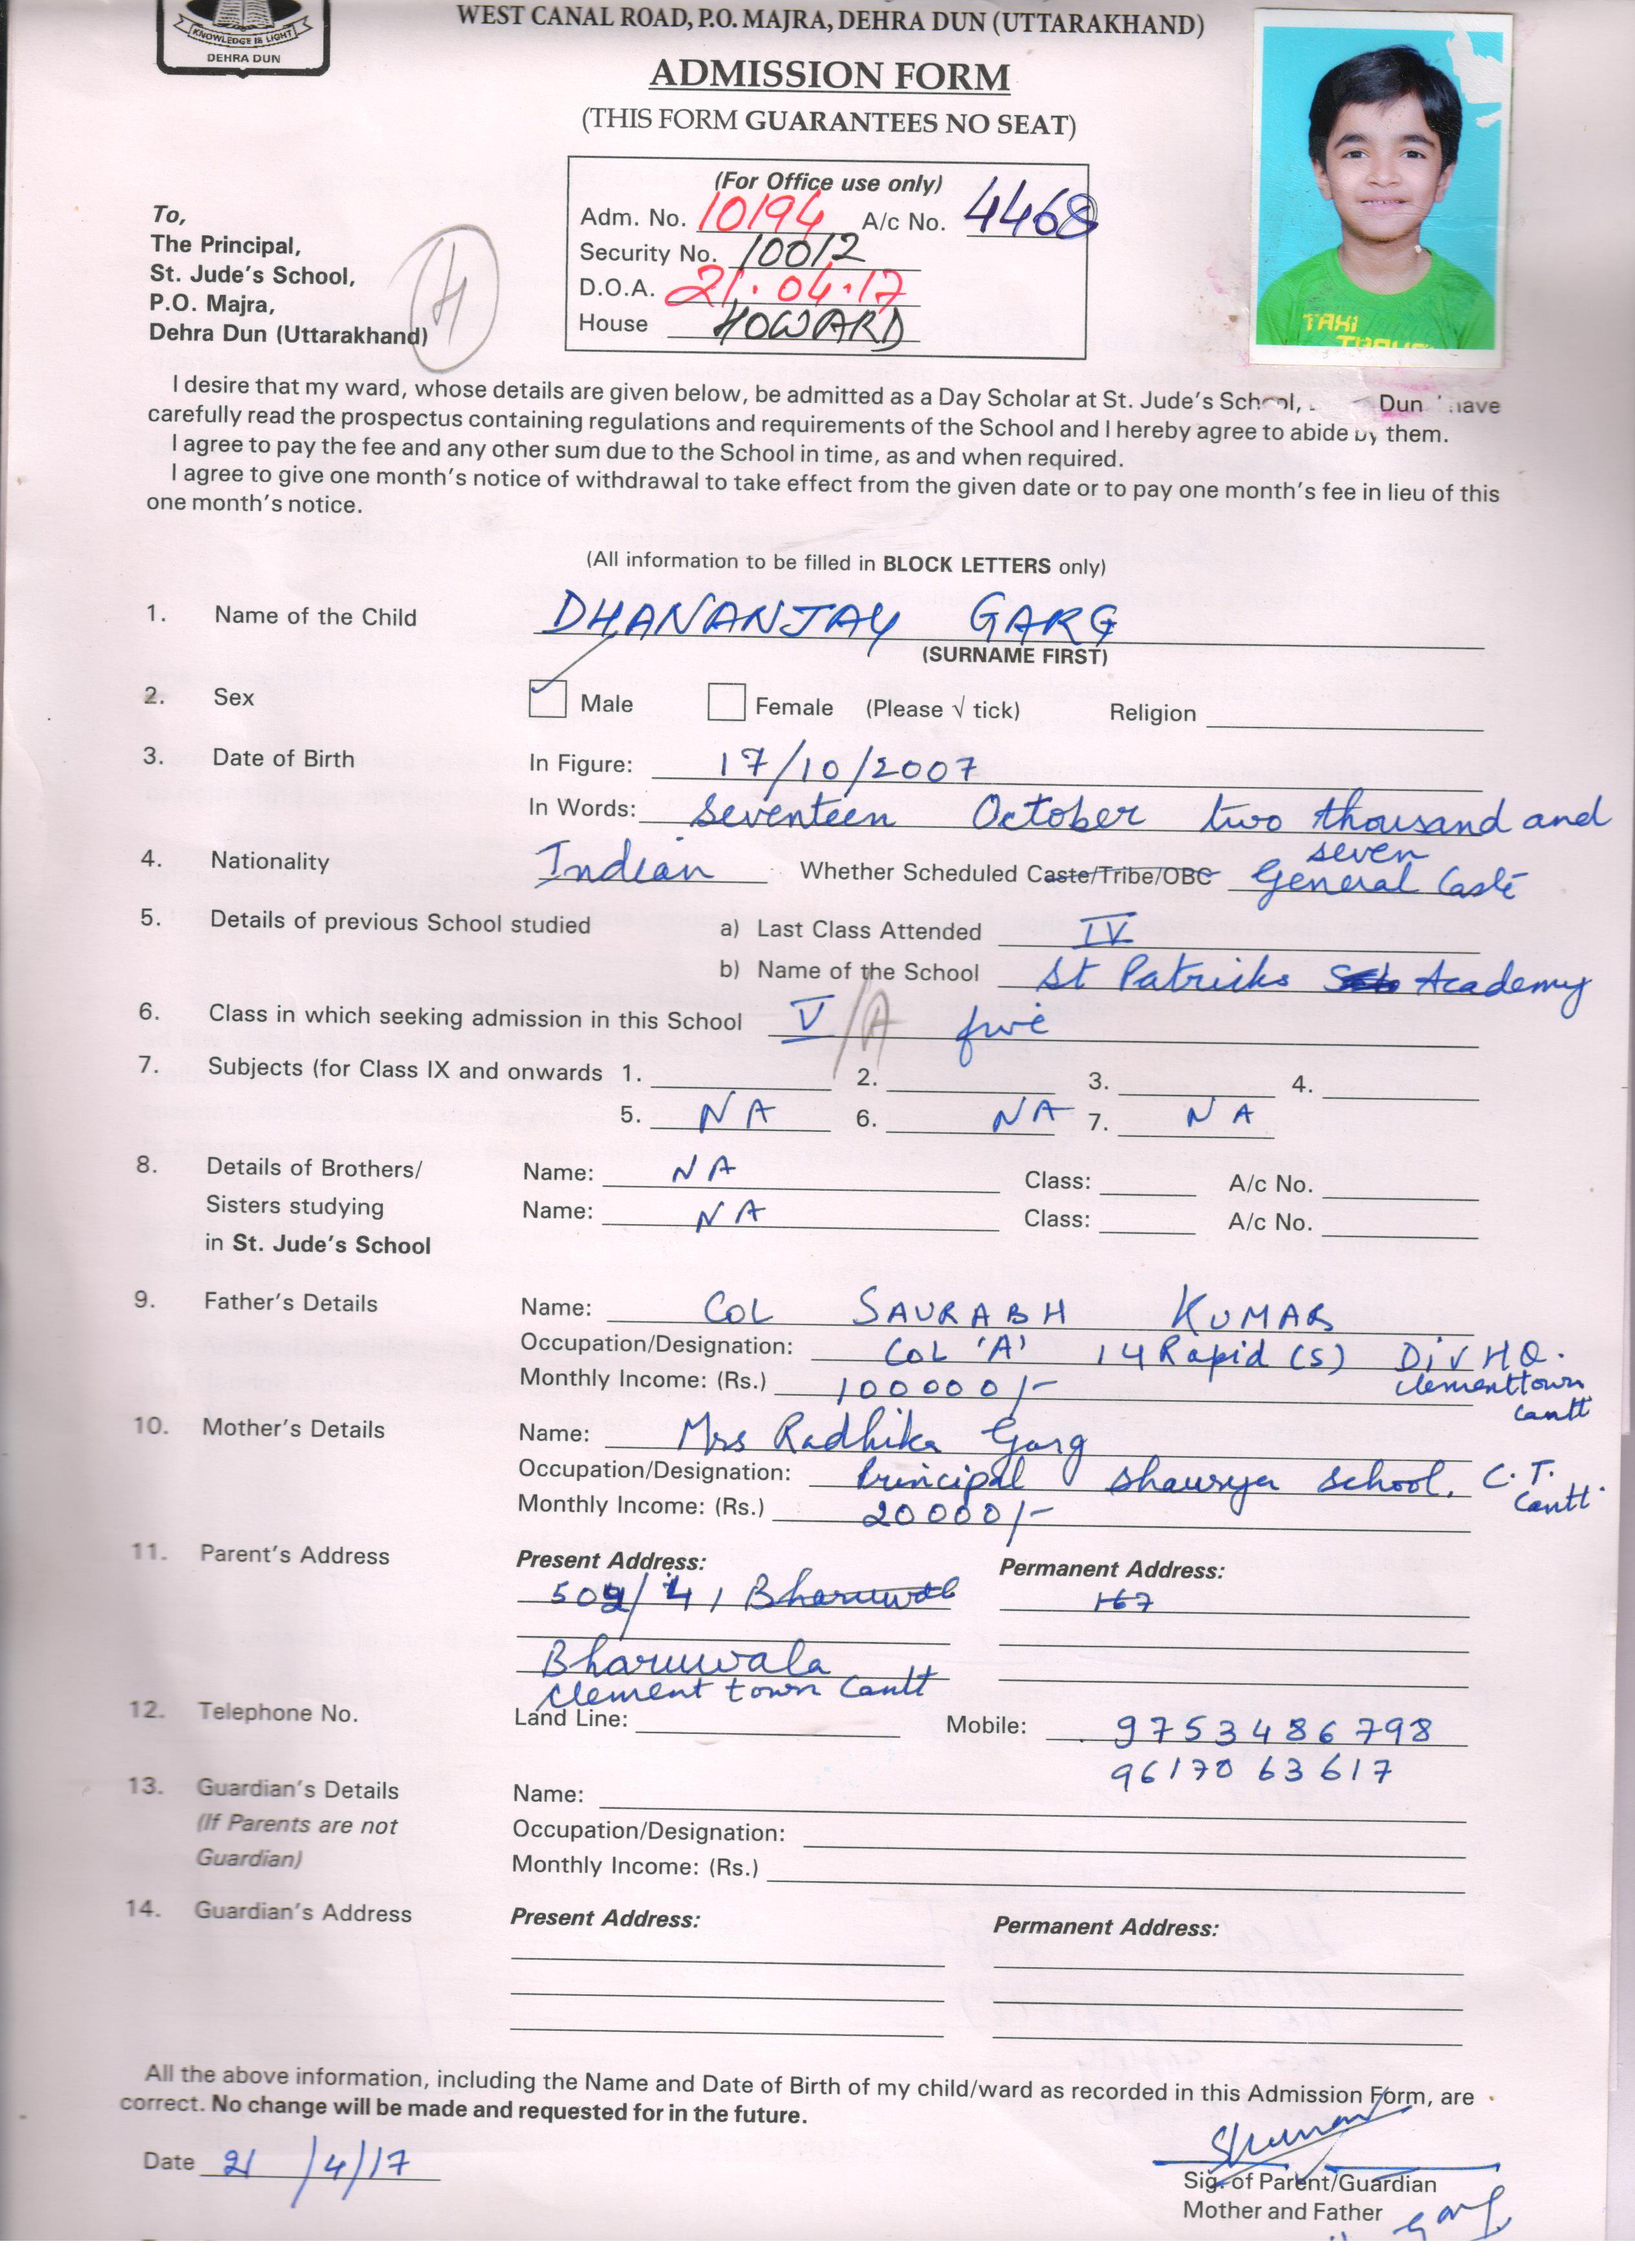 KNOWLEDGE IS LIGHT
DEHRA DUN
WEST CANAL ROAD, P.O. MAJRA, DEHRA DUN (UTTARAKHAND)
ADMISSION FORM
(THIS FORM GUARANTEES NO SEAT)
(For Office use only)
Adm. No. 10194 A/c No. 4468
Security No. 10012
D.O.A. 21.04.17
House HOWARD
To,
The Principal,
St. Jude's School,
P.O. Majra,
Dehra Dun (Uttarakhand)
H
TAXI
I desire that my ward, whose details are given below, be admitted as a Day Scholar at St. Jude's School, Dun have
carefully read the prospectus containing regulations and requirements of the School and I hereby agree to abide by them.
I agree to pay the fee and any other sum due to the School in time, as and when required.
I agree to give one month's notice of withdrawal to take effect from the given date or to pay one month's fee in lieu of this
one month's notice.
(All information to be filled in BLOCK LETTERS only)
1. Name of the Child DHANANJAY GARG
(SURNAME FIRST)
2. Sex Male Female (Please √ tick) Religion
3. Date of Birth In Figure: 17/10/2007
In Words: Seventeen October two thousand and
seven
4. Nationality Indian Whether Scheduled Caste/Tribe/OBC General Caste
5. Details of previous School studied a) Last Class Attended IV
b) Name of the School St Patricks Academy
6. Class in which seeking admission in this School V/A five
7. Subjects (for Class IX and onwards 1. 2. 3. 4.
5. NA 6. NA 7. NA
8. Details of Brothers/ Name: NA Class: A/c No.
Sisters studying Name: NA Class: A/c No.
in St. Jude's School
9. Father's Details Name: COL SAURABH KUMAR
Occupation/Designation: COL 'A' 14 Rapid (S) Div HQ.
Clementtown
Cantt
Monthly Income: (Rs.) 100000/-
10. Mother's Details Name: Mrs Radhika Garg
Occupation/Designation: Principal Shaurya School, C.T.
Cantt.
Monthly Income: (Rs.) 20000/-
11. Parent's Address Present Address: Permanent Address:
509/41 Bharuwal 167
Bharuwala
Clement town Cantt
12. Telephone No. Land Line: Mobile: 9753486798
9617063617
13. Guardian's Details Name:
(If Parents are not Occupation/Designation:
Guardian) Monthly Income: (Rs.)
14. Guardian's Address Present Address: Permanent Address:
All the above information, including the Name and Date of Birth of my child/ward as recorded in this Admission Form, are
correct. No change will be made and requested for in the future.
Date 21/4/17
Sig. of Parent/Guardian
Mother and Father
Garg